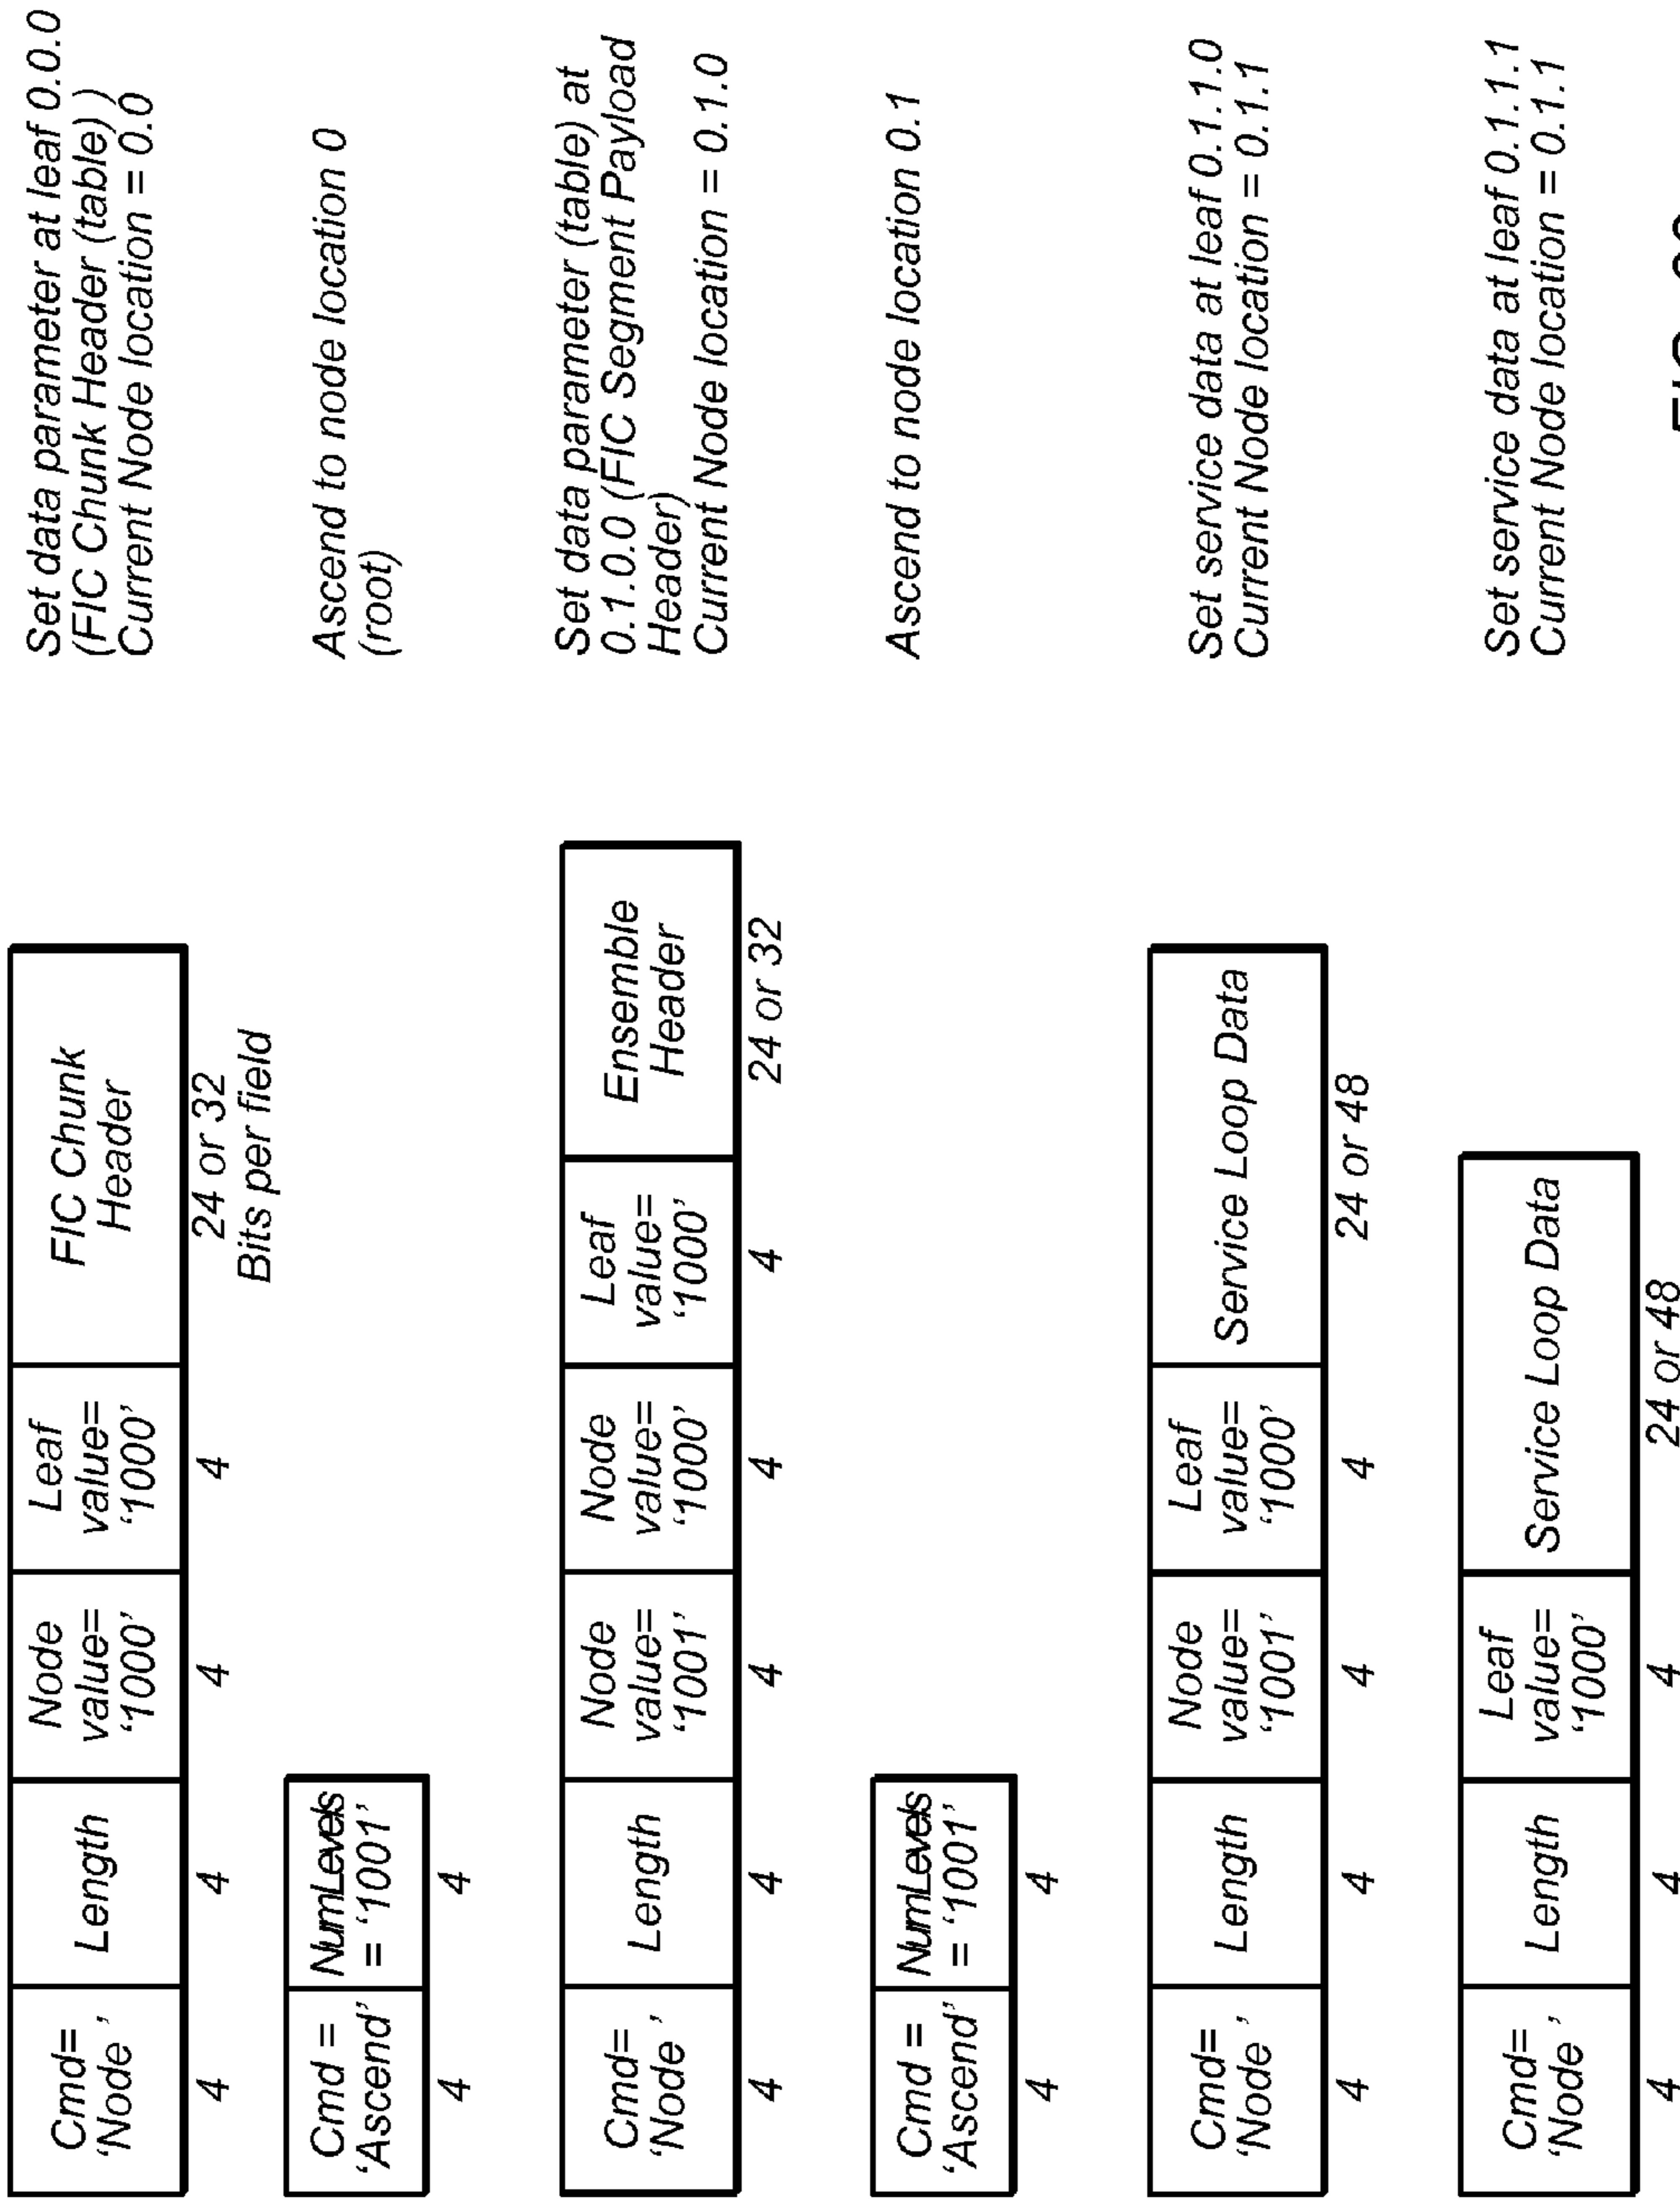 Cmd=
'Node'
Length
Node
value=
'1000'
Leaf
value=
'1000'
FIC Chunk
Header
Set data parameter at leaf 0.0.0
(FIC Chunk Header (table) )
Current Node location = 0.0
4
4
4
4
24 or 32
Bits per field
Cmd =
'Ascend'
NumLevels
= '1001'
Ascend to node location 0
(root)
4
4
Cmd=
'Node'
Length
Node
value=
'1001'
Node
value=
'1000'
Leaf
value=
'1000'
Ensemble
Header
Set data parameter (table) at
0.1.0.0 (FIC Segment Payload
Header)
Current Node location = 0.1.0
4
4
4
4
4
24 or 32
Cmd =
'Ascend'
NumLevels
= '1001'
Ascend to node location 0.1
4
4
Cmd=
'Node'
Length
Node
value=
'1001'
Leaf
value=
'1000'
Service Loop Data
Set service data at leaf 0.1.1.0
Current Node location = 0.1.1
4
4
4
4
24 or 48
Cmd=
'Node'
Length
Leaf
value=
'1000'
Service Loop Data
Set service data at leaf 0.1.1.1
Current Node location = 0.1.1
4
4
4
24 or 48